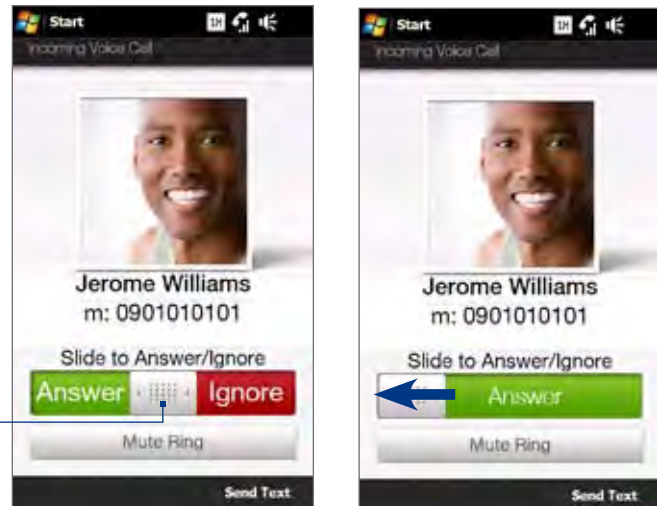 Start
Incoming Voice Call
Jerome Williams
m: 0901010101
Slide to Answer/Ignore
Answer
Ignore
Mute Ring
Send Text
Start
Incoming Voice Call
Jerome Williams
m: 0901010101
Slide to Answer/Ignore
Answer
Mute Ring
Send Text